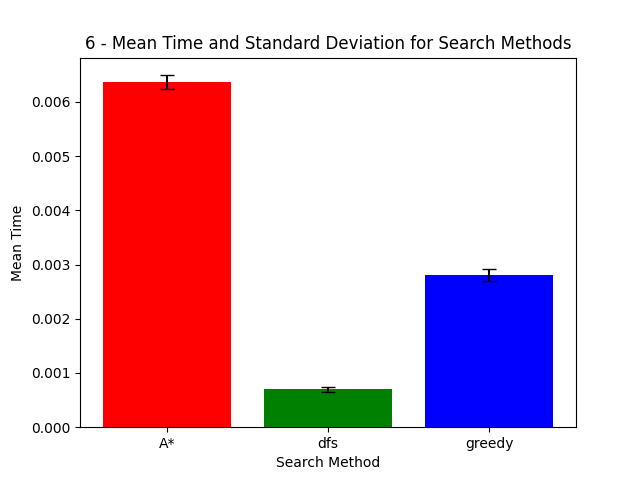 6 - Mean Time and Standard Deviation for Search Methods
0.006
0.005
0.004
0.003
0.002
0.001
0.000
Mean Time
A* dfs greedy
Search Method